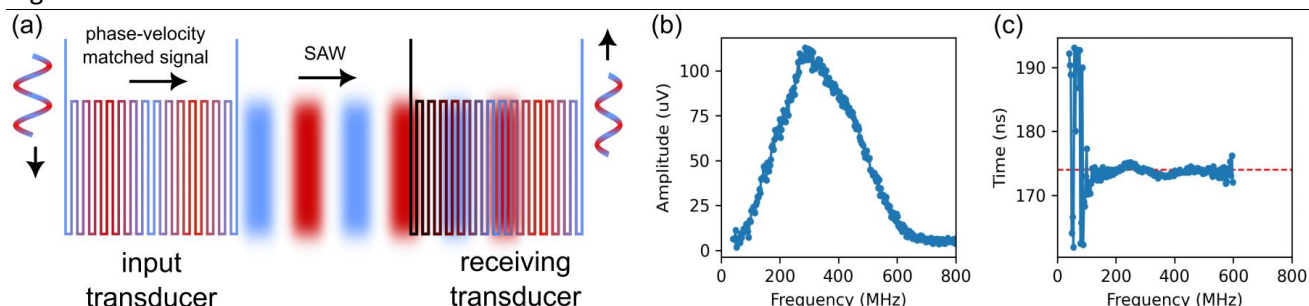 (a)
phase-velocity
matched signal
SAW
input
transducer
receiving
transducer
(b)
Amplitude (uV)
100
75
50
25
0
0
200
400
600
800
Frequency (MHz)
(c)
Time (ns)
190
180
170
0
200
400
600
800
Frequency (MHz)